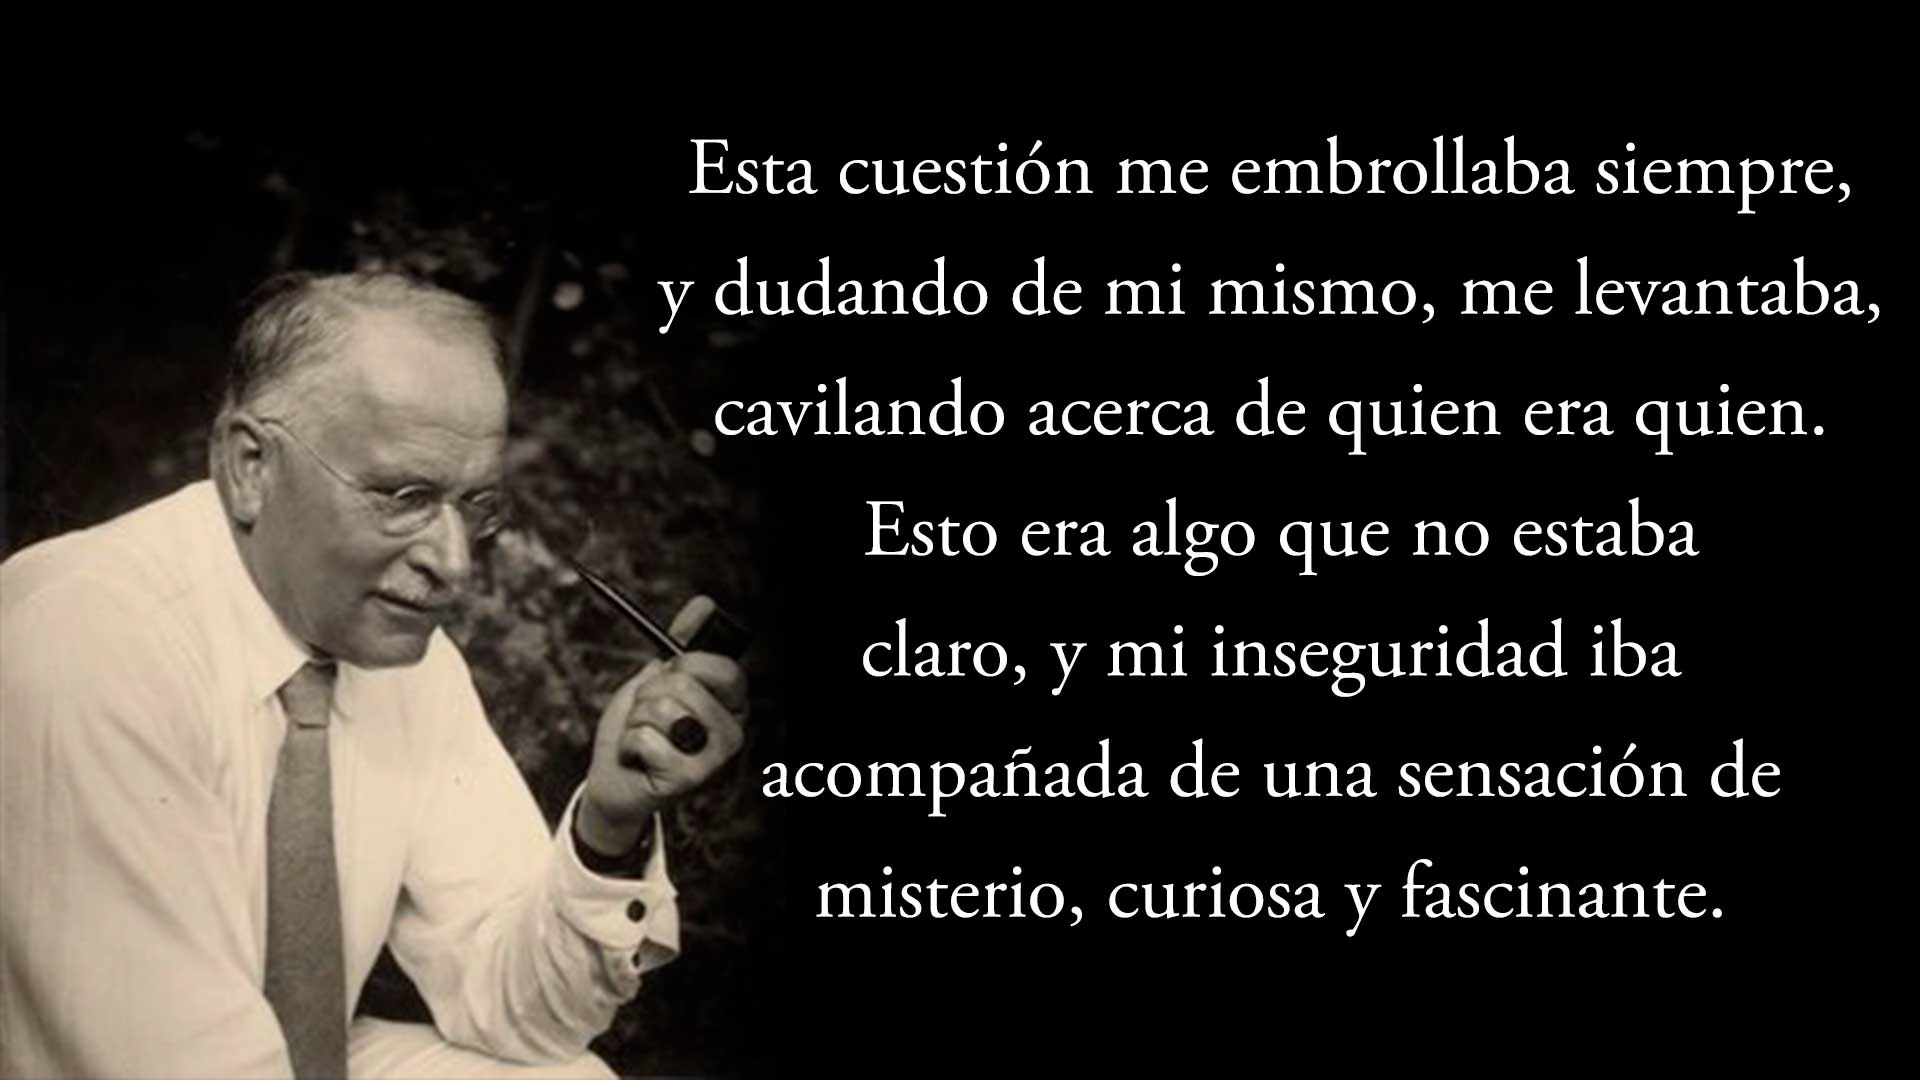 Esta cuestión me embrollaba siempre,
y dudando de mi mismo, me levantaba,
cavilando acerca de quien era quien.
Esto era algo que no estaba
claro, y mi inseguridad iba
acompañada de una sensación de
misterio, curiosa y fascinante.